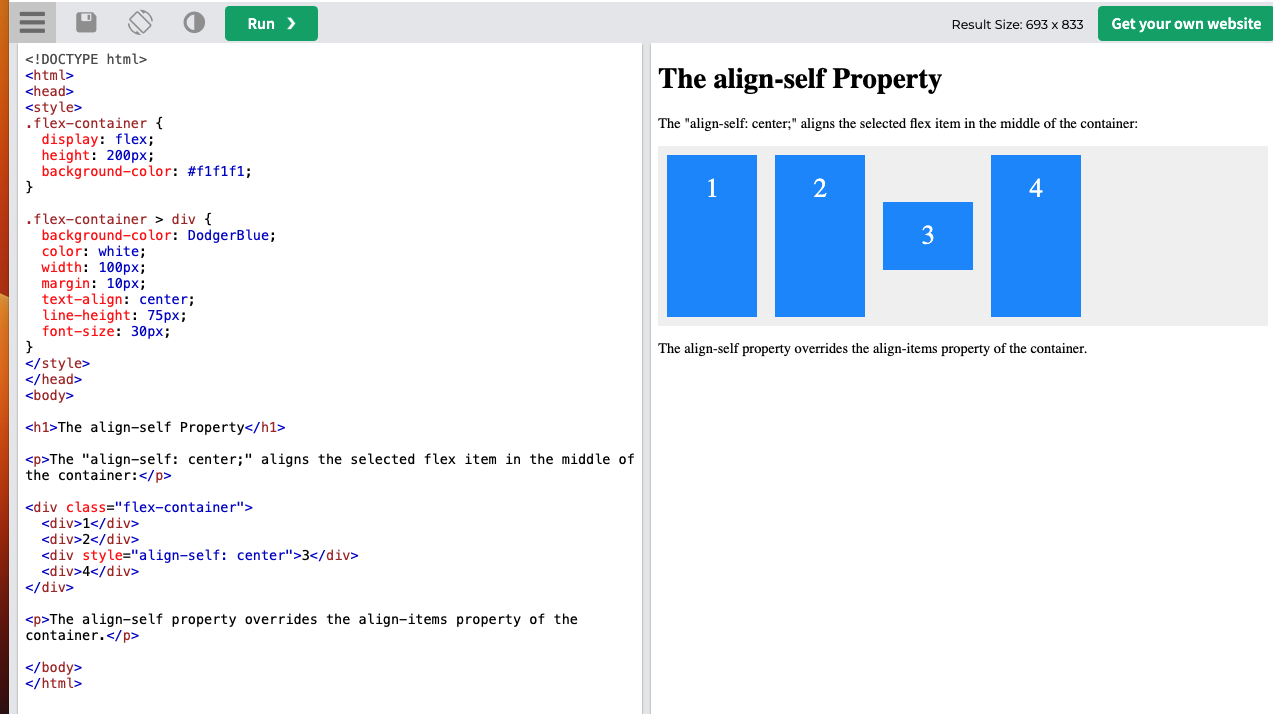 Run ❯
Result Size: 693 x 833
Get your own website
<!DOCTYPE html>
<html>
<head>
<style>
.flex-container {
  display: flex;
  height: 200px;
  background-color: #f1f1f1;
}

.flex-container > div {
  background-color: DodgerBlue;
  color: white;
  width: 100px;
  margin: 10px;
  text-align: center;
  line-height: 75px;
  font-size: 30px;
}
</style>
</head>
<body>

<h1>The align-self Property</h1>

<p>The "align-self: center;" aligns the selected flex item in the middle of
the container:</p>

<div class="flex-container">
  <div>1</div>
  <div>2</div>
  <div style="align-self: center">3</div>
  <div>4</div>
</div>

<p>The align-self property overrides the align-items property of the
container.</p>

</body>
</html>
The align-self Property
The "align-self: center;" aligns the selected flex item in the middle of the container:
1
2
3
4
The align-self property overrides the align-items property of the container.